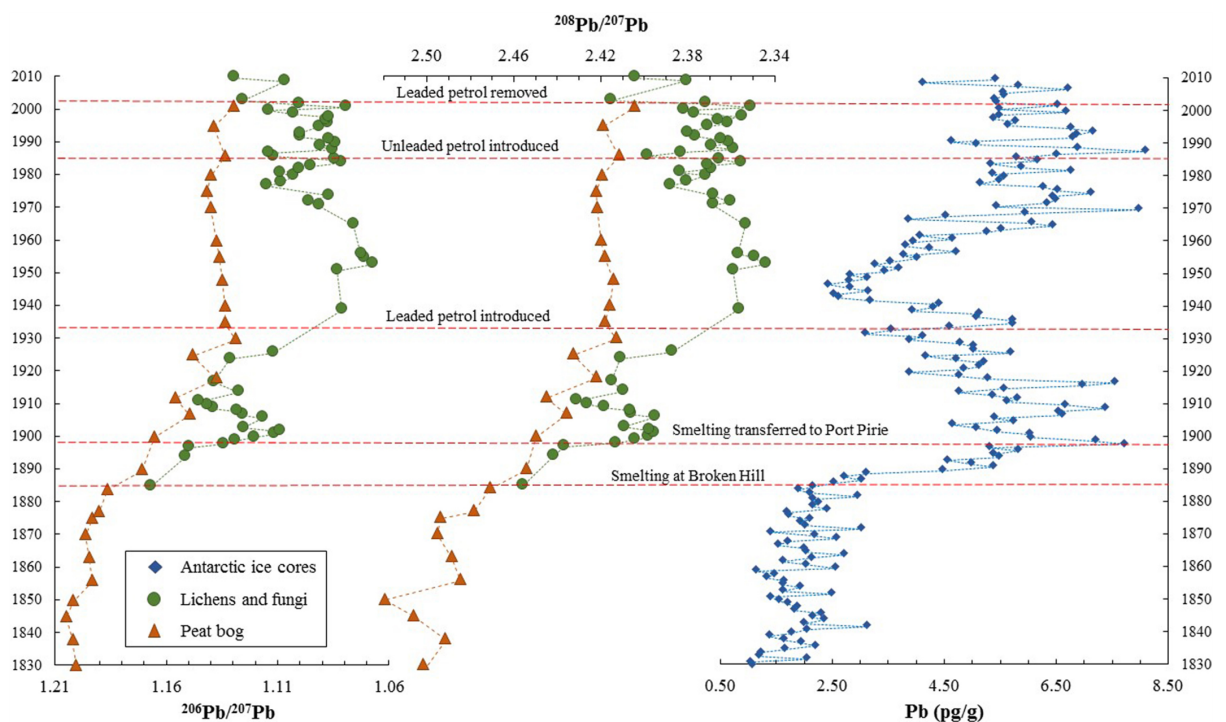 ²⁰⁸Pb/²⁰⁷Pb
2.50 2.46 2.42 2.38 2.34
2010 2010
Leaded petrol removed
2000 2000
1990 1990
Unleaded petrol introduced
1980 1980
1970 1970
1960 1960
1950 1950
1940 1940
Leaded petrol introduced
1930 1930
1920 1920
1910 1910
Smelting transferred to Port Pirie
1900 1900
1890 1890
Smelting at Broken Hill
1880 1880
1870 1870
1860 1860
Antarctic ice cores
1850 1850
Lichens and fungi
1840 1840
Peat bog
1830 1830
1.21 1.16 1.11 1.06 0.50 2.50 4.50 6.50 8.50
²⁰⁶Pb/²⁰⁷Pb Pb (pg/g)